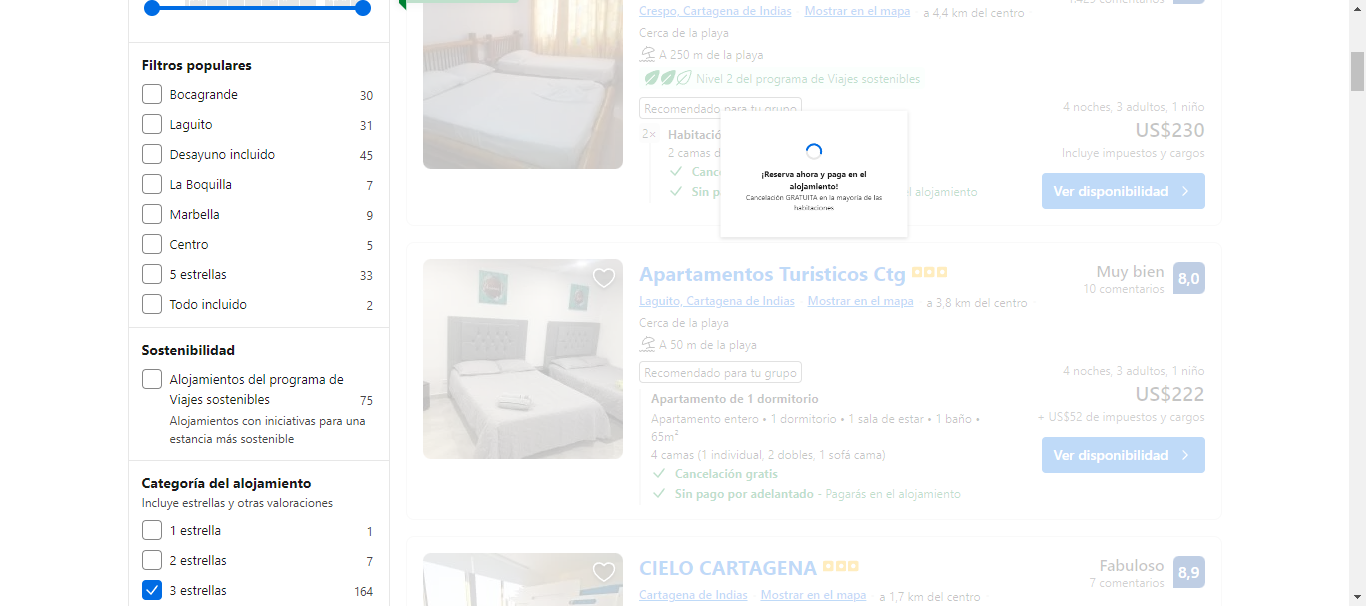 Filtros populares
Bocagrande 30
Laguito 31
Desayuno incluido 45
La Boquilla 7
Marbella 9
Centro 5
5 estrellas 33
Todo incluido 2
Sostenibilidad
Alojamientos del programa de
Viajes sostenibles 75
Alojamientos con iniciativas para una
estancia más sostenible
Categoría del alojamiento
Incluye estrellas y otras valoraciones
1 estrella 1
2 estrellas 7
3 estrellas 164
Crespo, Cartagena de Indias Mostrar en el mapa a 4,4 km del centro
Cerca de la playa
A 250 m de la playa
Nivel 2 del programa de Viajes sostenibles
Recomendado para tu grupo
4 noches, 3 adultos, 1 niño
2× 
US$230
2 camas
Incluye impuestos y cargos
Sin
el alojamiento
Ver disponibilidad
¡Reserva ahora y paga en el
alojamiento!
Cancelación GRATUITA en la mayoría de las
habitaciones
Apartamentos Turisticos Ctg
Muy bien
8,0
10 comentarios
Laguito, Cartagena de Indias Mostrar en el mapa a 3,8 km del centro
Cerca de la playa
A 50 m de la playa
Recomendado para tu grupo
4 noches, 3 adultos, 1 niño
Apartamento de 1 dormitorio
US$222
Apartamento entero • 1 dormitorio • 1 sala de estar • 1 baño •
65m²
+ US$52 de impuestos y cargos
4 camas (1 individual, 2 dobles, 1 sofá cama)
Ver disponibilidad
Cancelación gratis
Sin pago por adelantado - Pagarás en el alojamiento
CIELO CARTAGENA
Fabuloso
8,9
7 comentarios
Cartagena de Indias Mostrar en el mapa a 1,7 km del centro